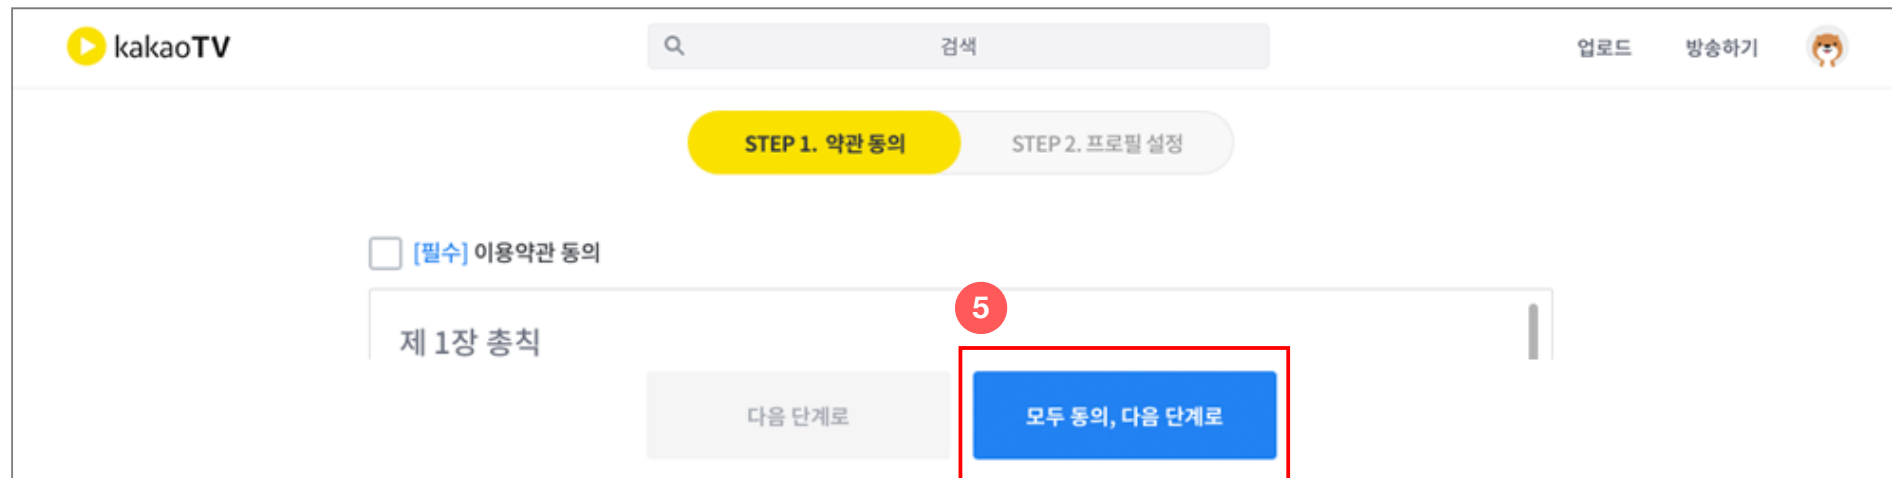 kakaoTV 검색 업로드 방송하기
STEP 1. 약관 동의 STEP 2. 프로필 설정
[필수] 이용약관 동의
5
제 1장 총칙
다음 단계로 모두 동의, 다음 단계로